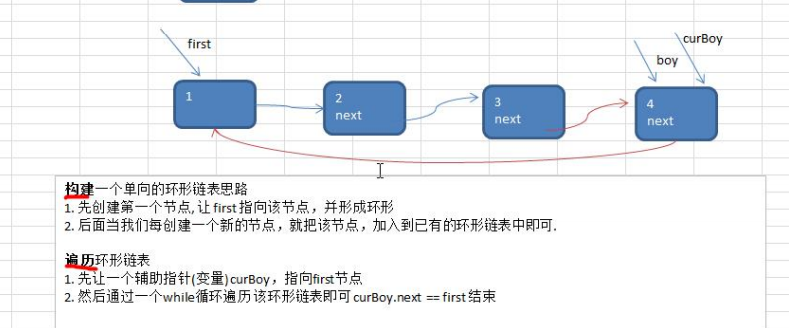 first
curBoy
boy
1
2
next
3
next
4
next
构建一个单向的环形链表思路
1. 先创建第一个节点, 让 first 指向该节点，并形成环形
2. 后面当我们每创建一个新的节点，就把该节点，加入到已有的环形链表中即可.
遍历环形链表
1. 先让一个辅助指针(变量) curBoy，指向first节点
2. 然后通过一个while循环遍历 该环形链表即可 curBoy.next == first 结束